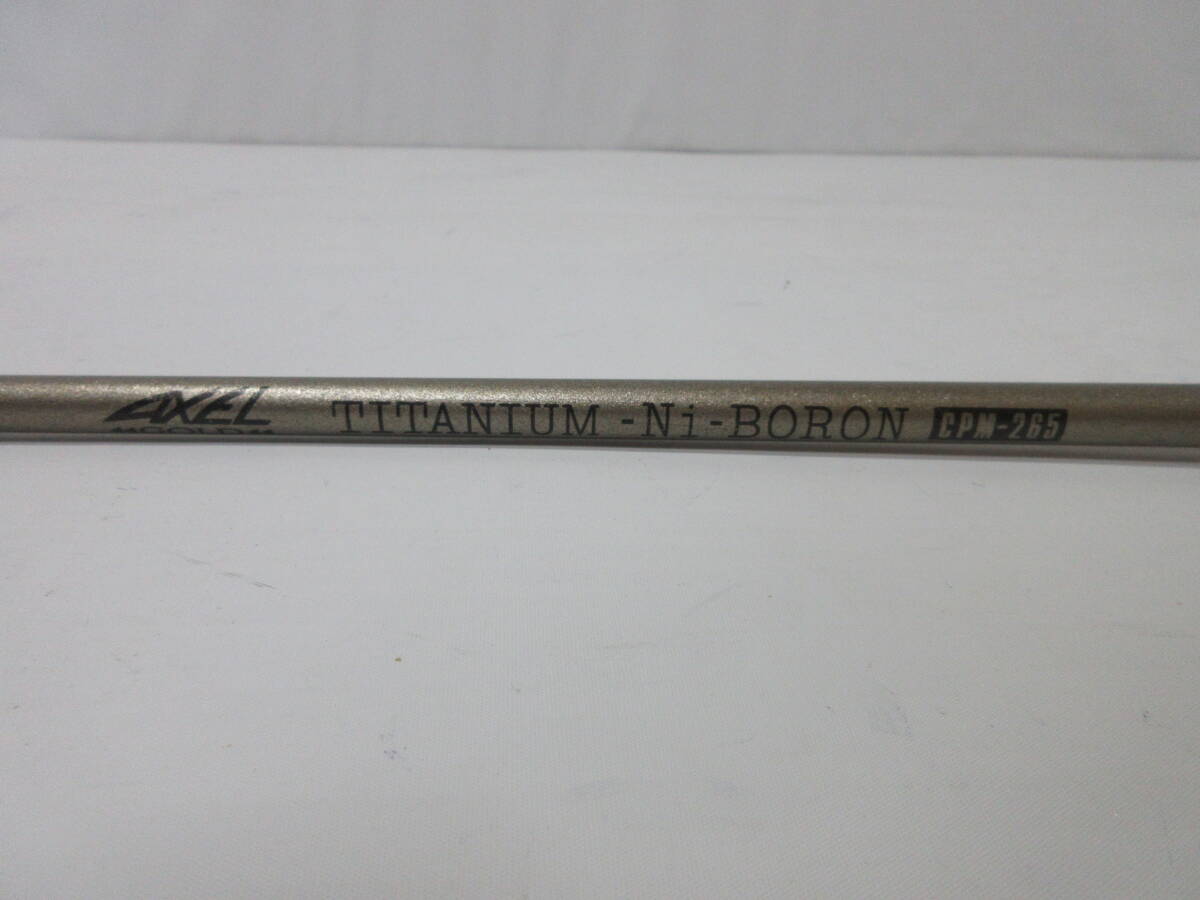 AXEL
TITANIUM -Ni-BORON CPM-265